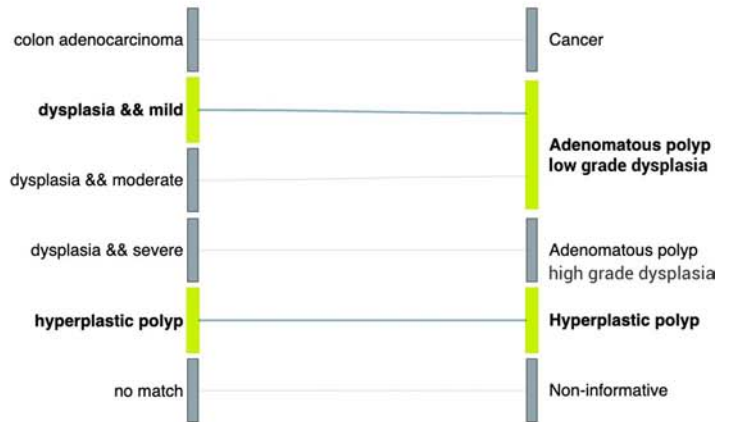 colon adenocarcinoma
Cancer
dysplasia && mild
Adenomatous polyp
low grade dysplasia
dysplasia && moderate
dysplasia && severe
Adenomatous polyp
high grade dysplasia
hyperplastic polyp
Hyperplastic polyp
no match
Non-informative